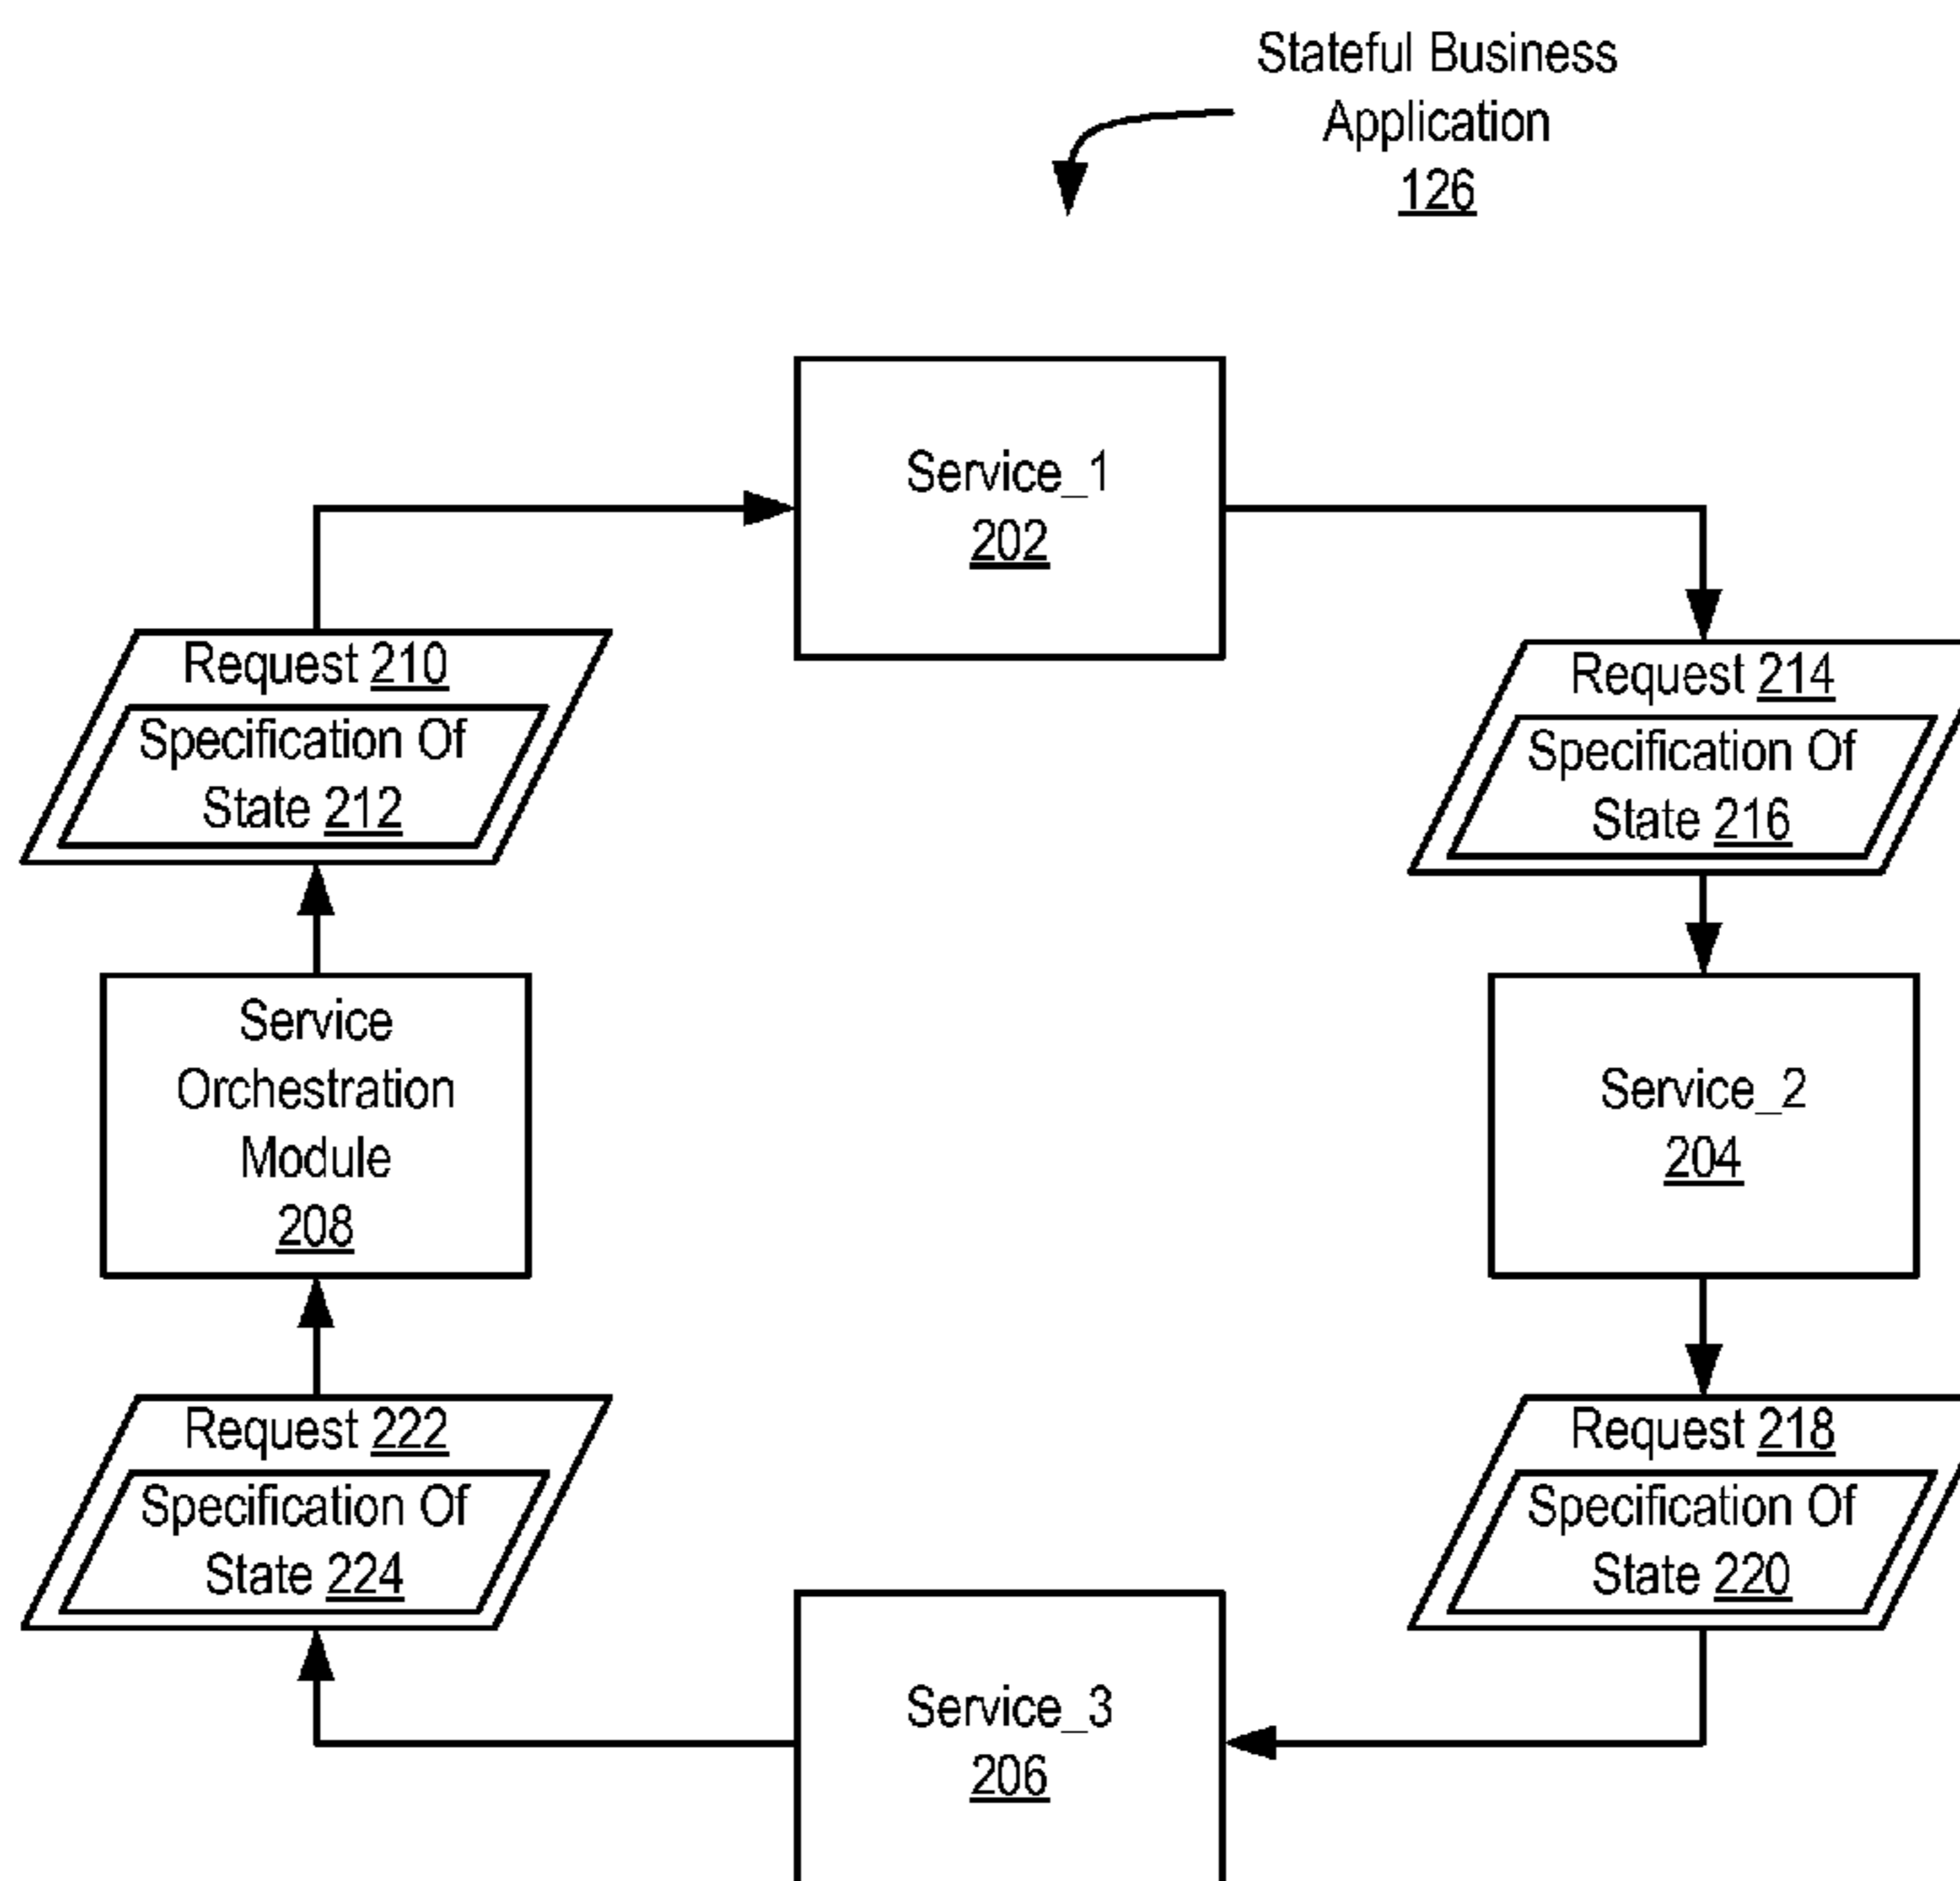 Stateful Business
Application
126
Service_1
202
Request 210
Specification Of
State 212
Request 214
Specification Of
State 216
Service
Orchestration
Module
208
Service_2
204
Request 222
Specification Of
State 224
Request 218
Specification Of
State 220
Service_3
206